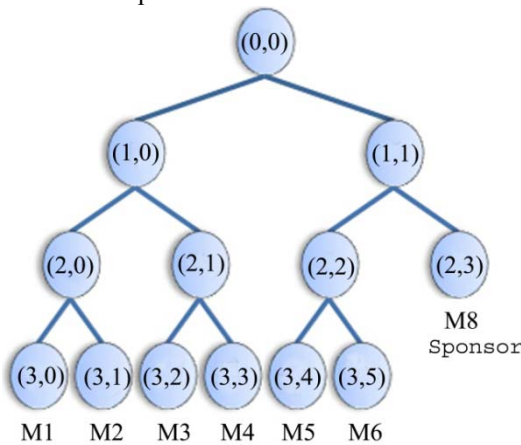 (0,0)
(1,0) (1,1)
(2,0) (2,1) (2,2) (2,3)
M8
Sponsor
(3,0) (3,1) (3,2) (3,3) (3,4) (3,5)
M1 M2 M3 M4 M5 M6